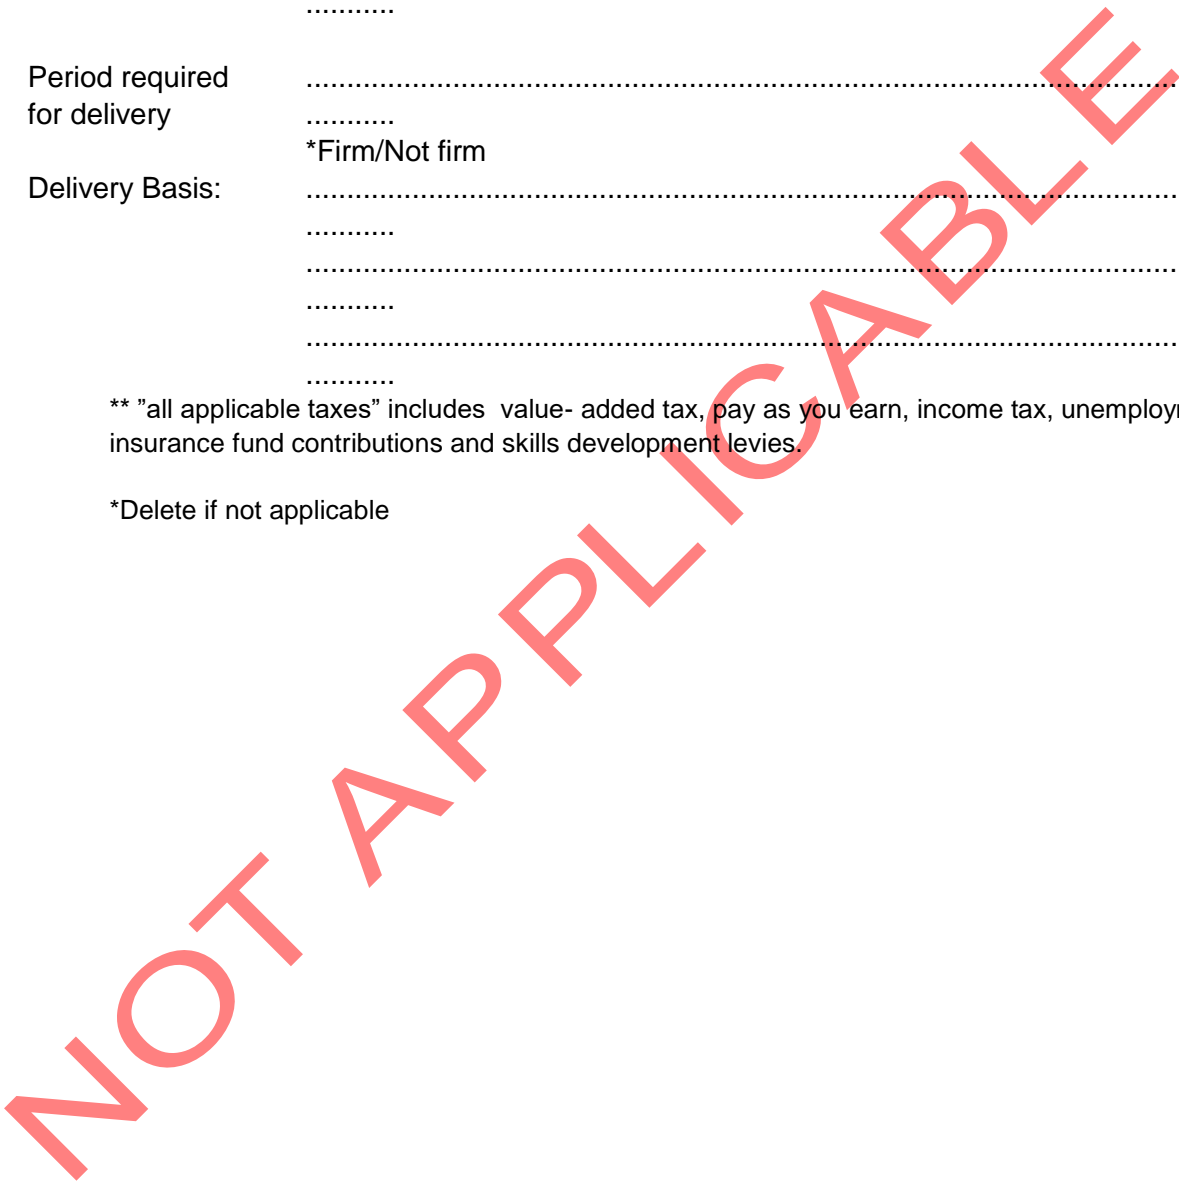 ...........
Period required ...........................................................................................................
for delivery ...........
*Firm/Not firm
Delivery Basis: ...........................................................................................................
...........
...........................................................................................................
...........
...........................................................................................................
...........
** ”all applicable taxes” includes  value- added tax, pay as you earn, income tax,
insurance fund contributions and skills development levies.
*Delete if not applicable
NOT APPLICABLE